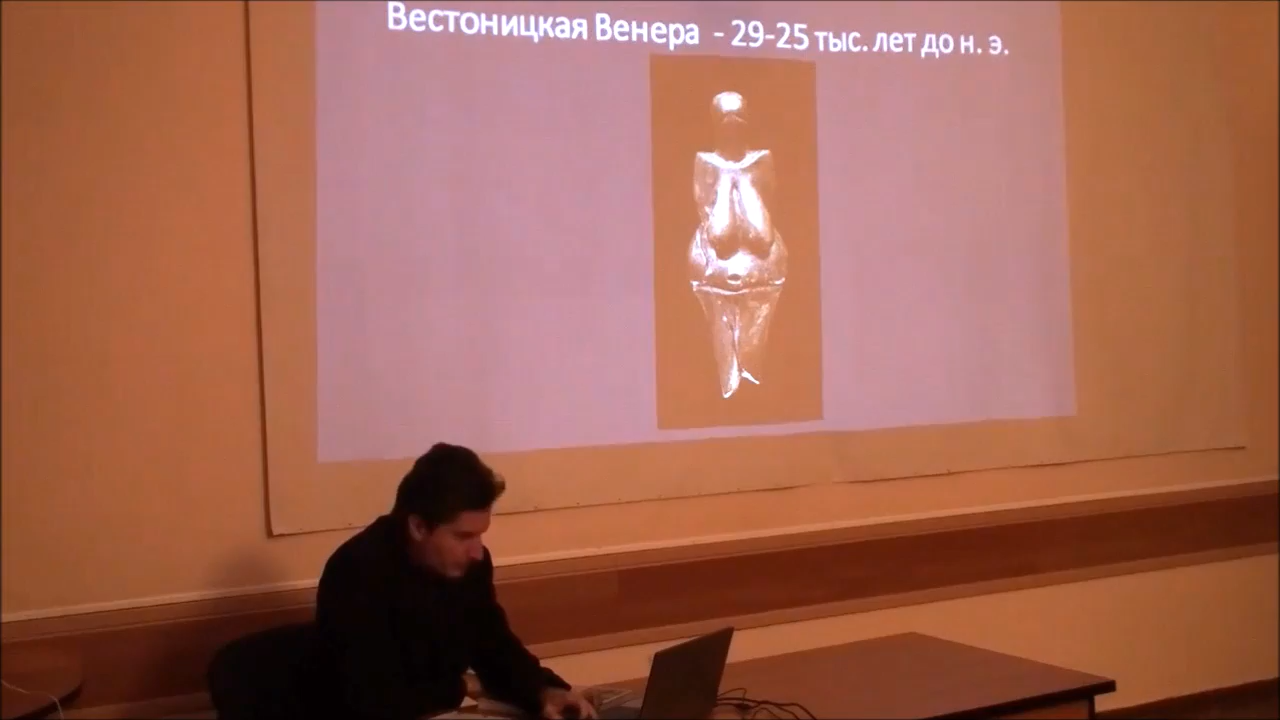 Вестоницкая Венера - 29-25 тыс. лет до н. э.